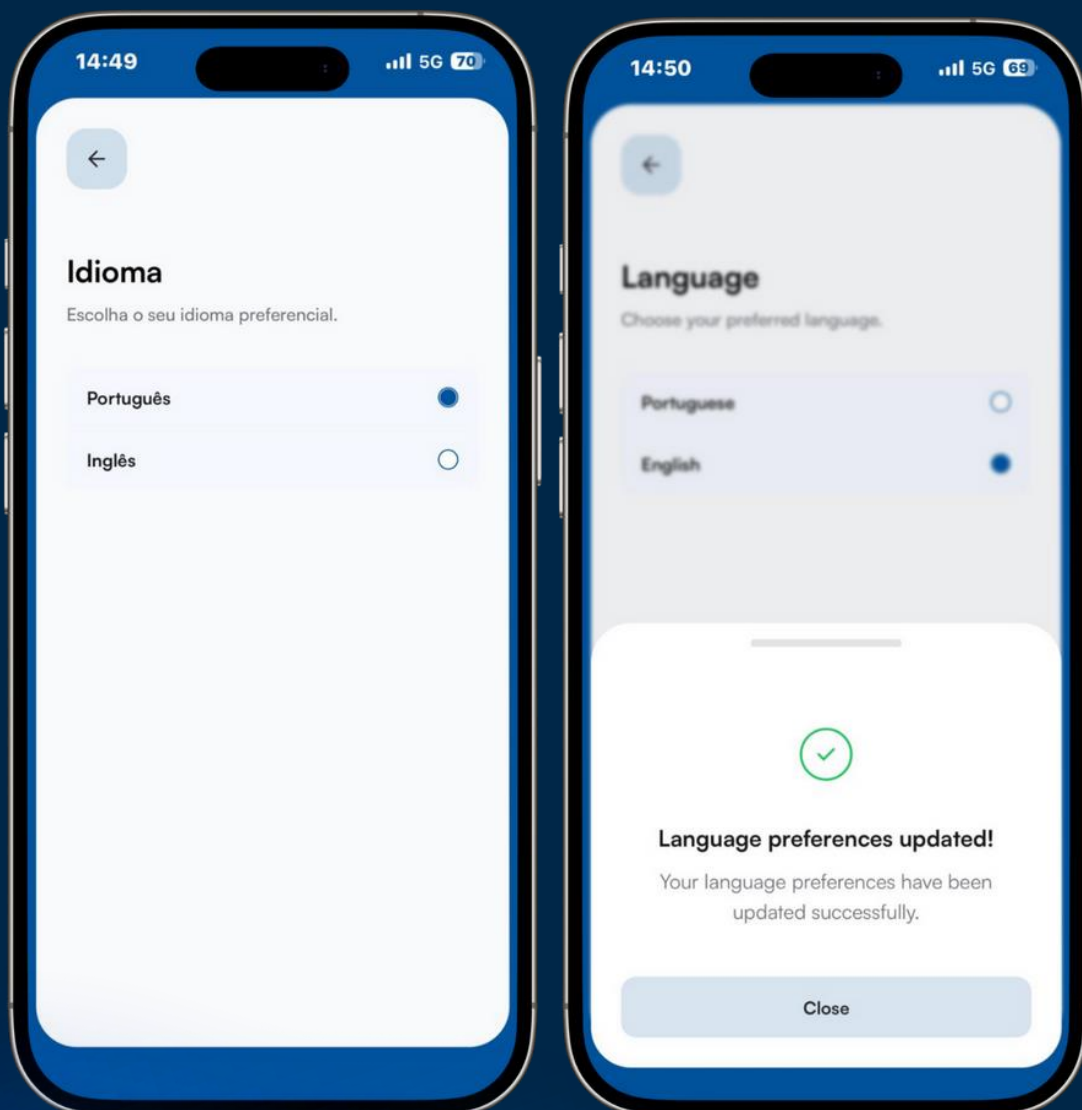 14:49
5G 70
Idioma
Escolha o seu idioma preferencial.
Português
Inglês
14:50
5G 69
Language
Choose your preferred language.
Portuguese
English
Language preferences updated!
Your language preferences have been
updated successfully.
Close